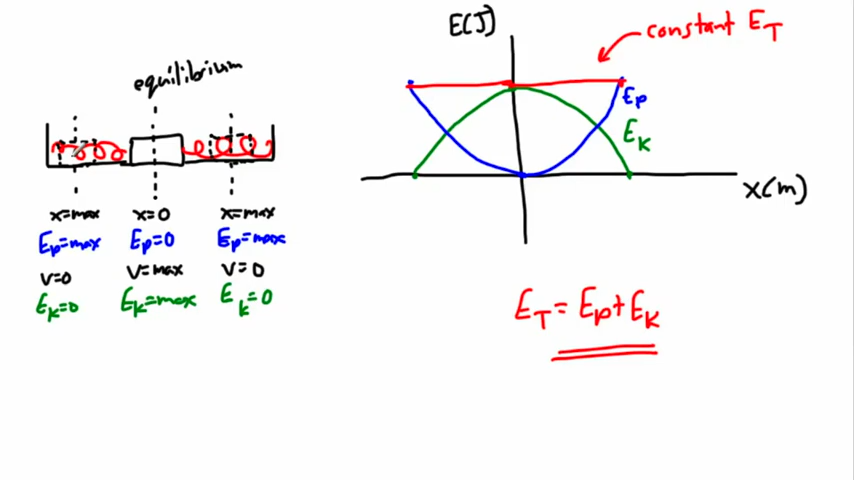 equilibrium
x=max x=0 x=max
Ep=max Ep=0 Ep=max
v=0 v=max v=0
Ek=0 Ek=max Ek=0
E(J)
constant ET
Ep
EK
x(m)
ET=Ep+EK